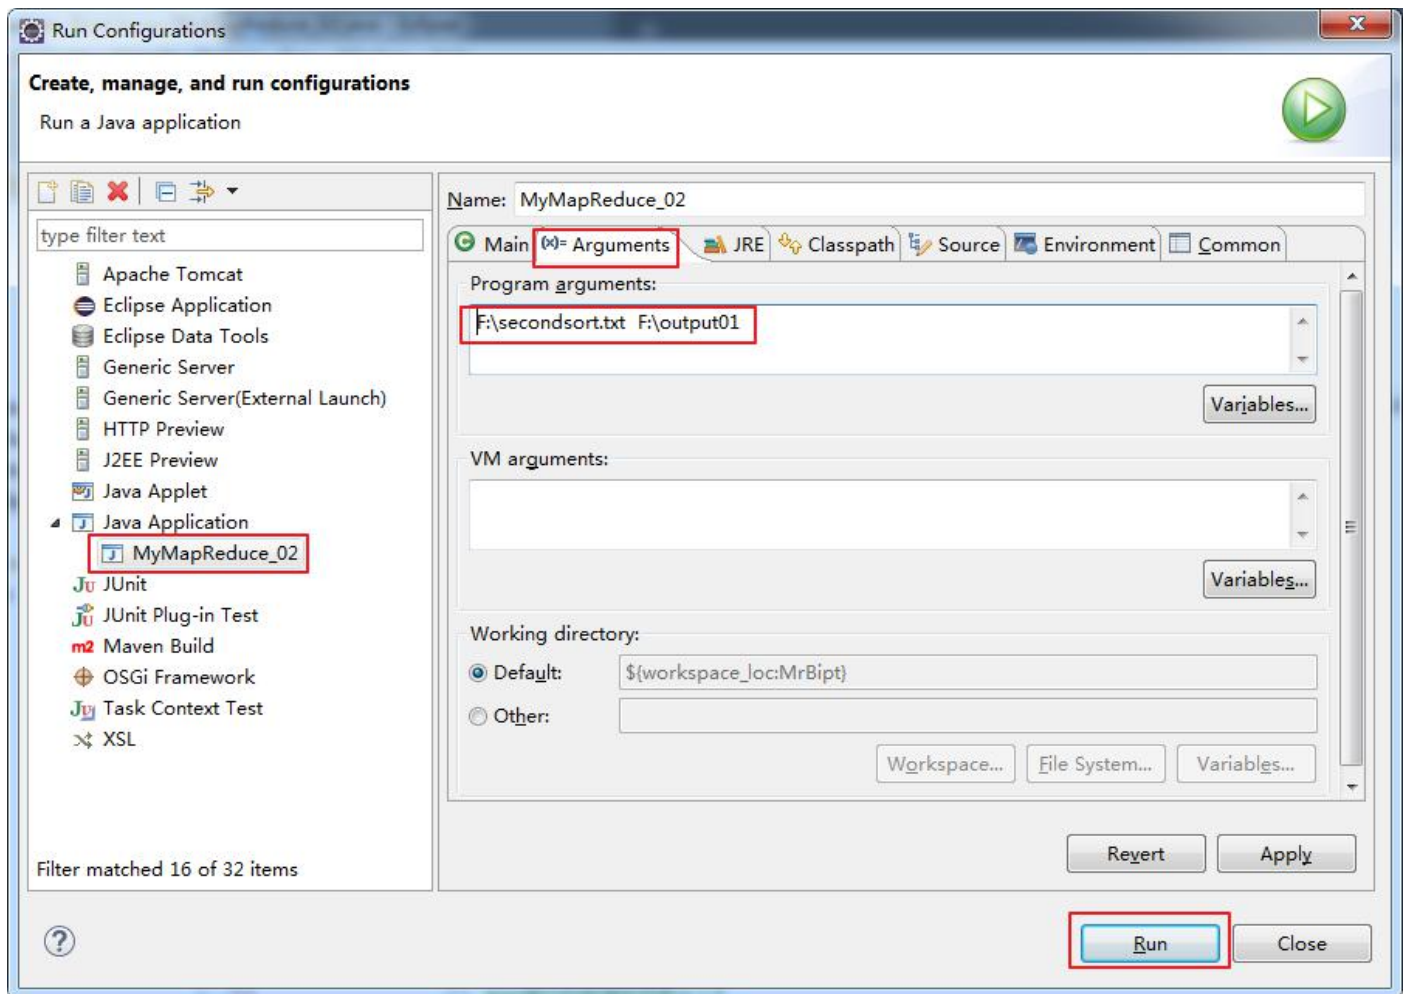 Run Configurations
Create, manage, and run configurations
Run a Java application
type filter text
Apache Tomcat
Eclipse Application
Eclipse Data Tools
Generic Server
Generic Server(External Launch)
HTTP Preview
J2EE Preview
Java Applet
Java Application
MyMapReduce_02
JUnit
JUnit Plug-in Test
Maven Build
OSGi Framework
Task Context Test
XSL
Filter matched 16 of 32 items
Name: MyMapReduce_02
Main (x)= Arguments JRE Classpath Source Environment Common
Program arguments:
F:\secondsort.txt F:\output01
Variables...
VM arguments:
Variables...
Working directory:
Default: ${workspace_loc:MrBipt}
Other:
Workspace... File System... Variables...
Revert Apply
Run Close